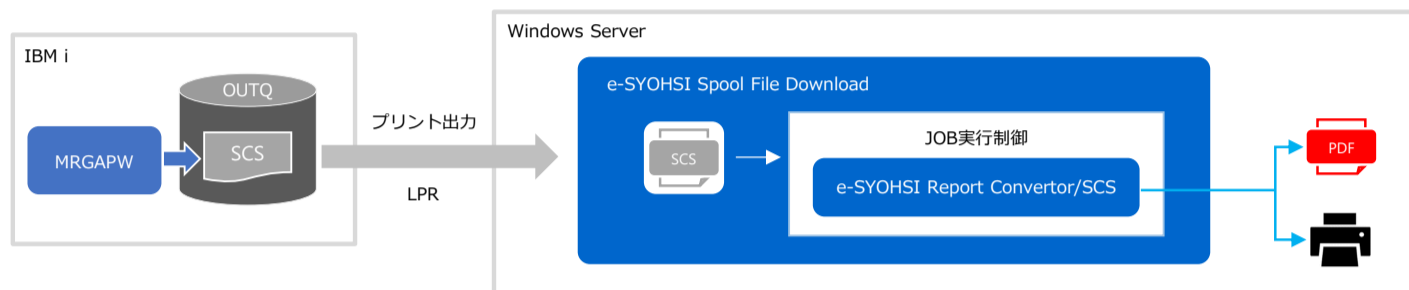 IBM i
MRGAPW
OUTQ
SCS
プリント出力
LPR
Windows Server
e-SYOHSI Spool File Download
SCS
JOB実行制御
e-SYOHSI Report Convertor/SCS
PDF